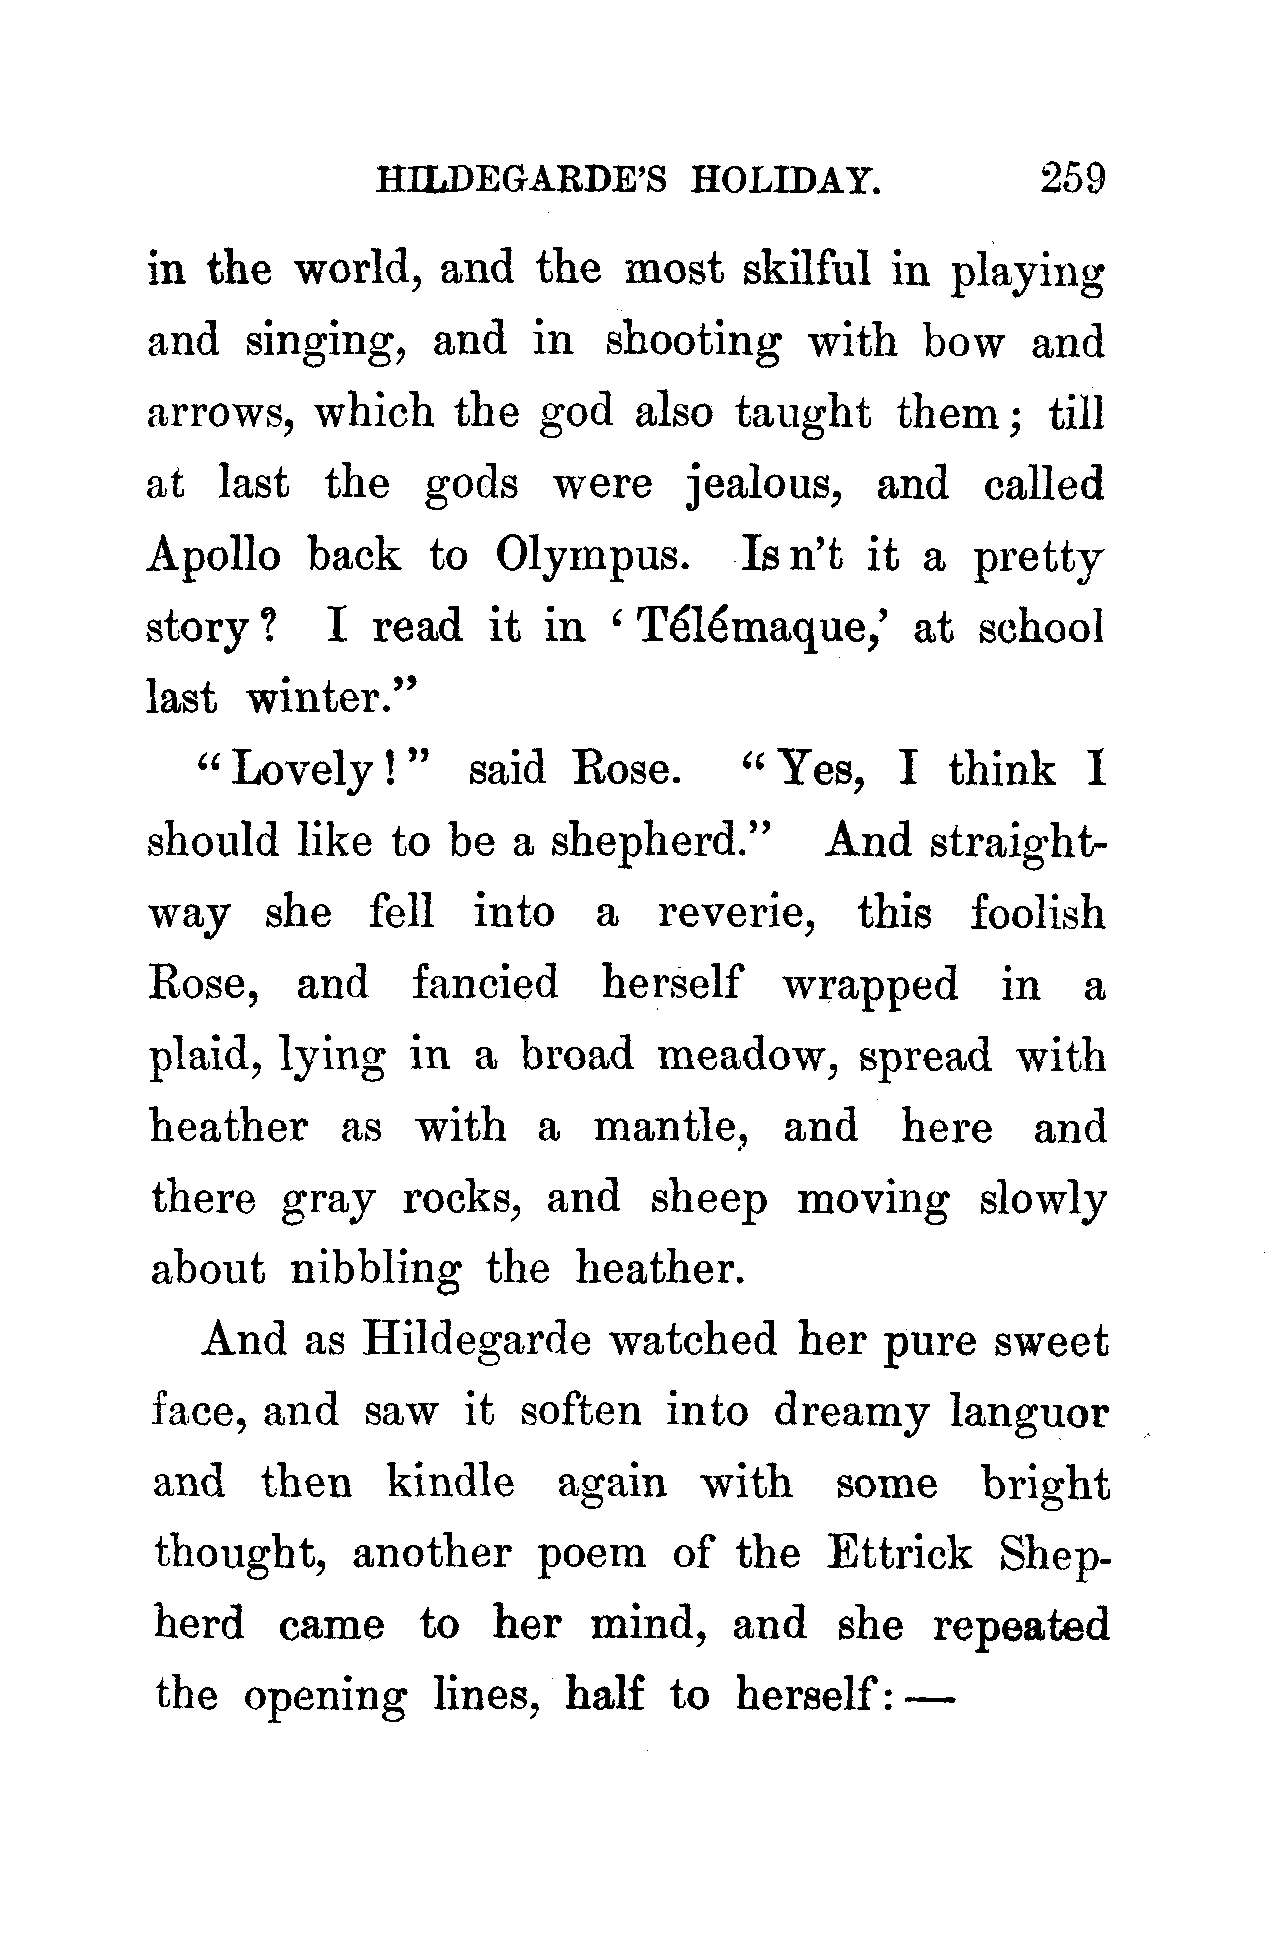 HILDEGARDE'S HOLIDAY. 259
in the world, and the most skilful in playing
and singing, and in shooting with bow and
arrows, which the god also taught them; till
at last the gods were jealous, and called
Apollo back to Olympus. Is n't it a pretty
story? I read it in 'Télémaque,' at school
last winter."
"Lovely!" said Rose. "Yes, I think I
should like to be a shepherd." And straight-
way she fell into a reverie, this foolish
Rose, and fancied herself wrapped in a
plaid, lying in a broad meadow, spread with
heather as with a mantle, and here and
there gray rocks, and sheep moving slowly
about nibbling the heather.
And as Hildegarde watched her pure sweet
face, and saw it soften into dreamy languor
and then kindle again with some bright
thought, another poem of the Ettrick Shep-
herd came to her mind, and she repeated
the opening lines, half to herself: —